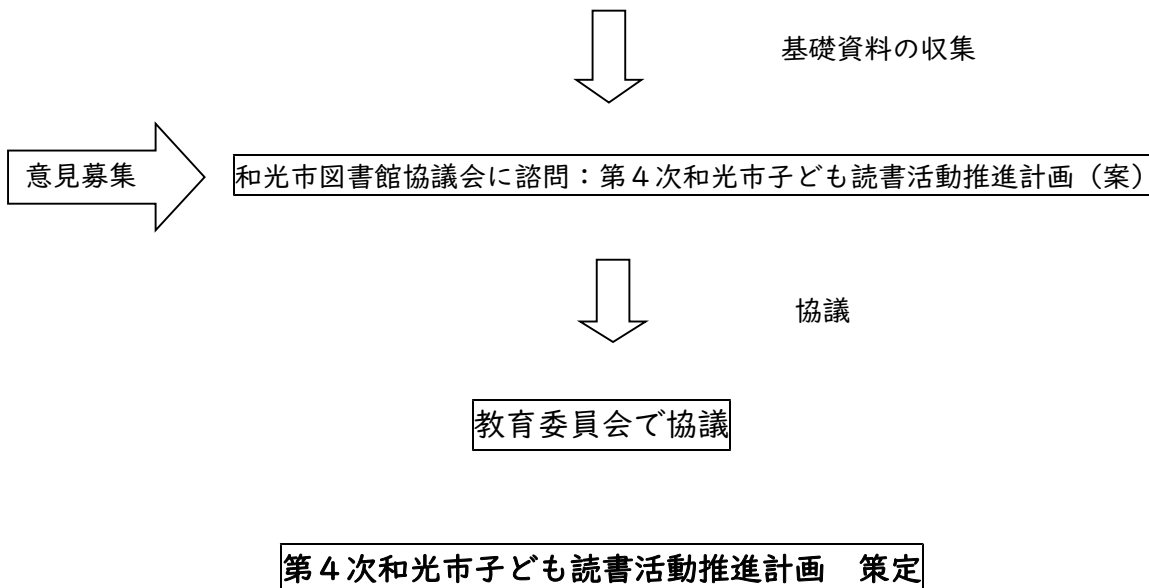 基礎資料の収集
意見募集
和光市図書館協議会に諮問：第４次和光市子ども読書活動推進計画（案）
協議
教育委員会で協議
第４次和光市子ども読書活動推進計画　策定